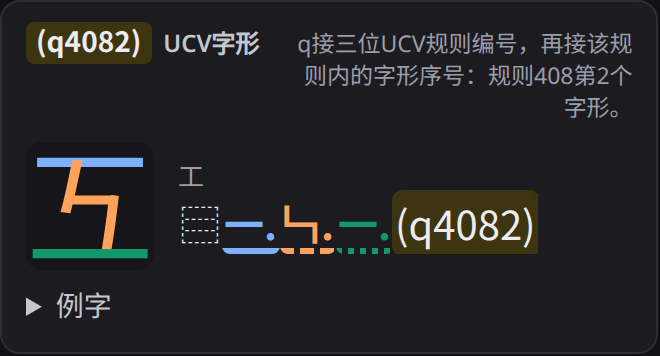 (q4082) UCV字形
q接三位UCV规则编号，再接该规
则内的字形序号：规则408第2个
字形。
工
⿳一.𠃑.一.(q4082)
▶ 例字